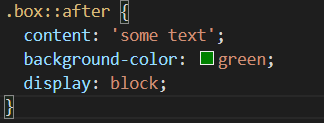 .box::after {
  content: 'some text';
  background-color: green;
  display: block;
}